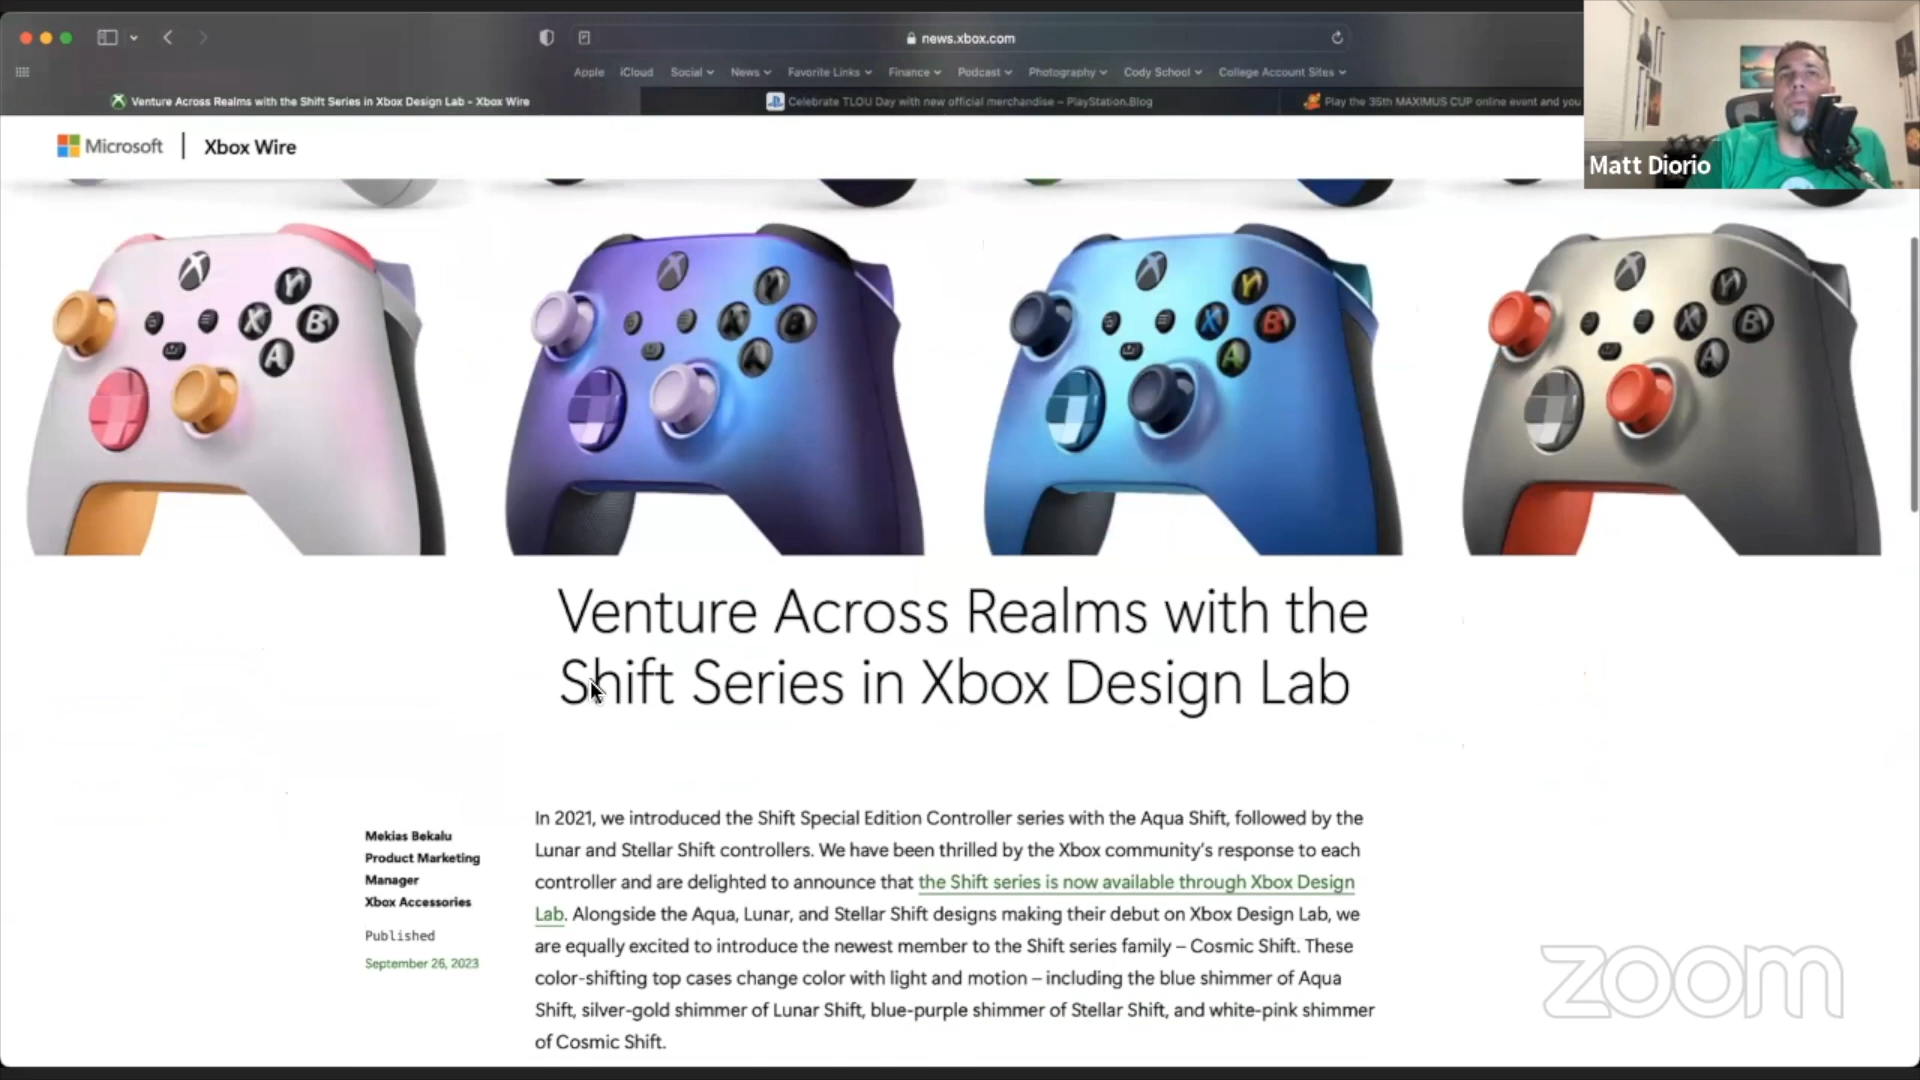 news.xbox.com
Apple iCloud Social News Favorite Links Finance Podcast Photography Cody School College Account Sites
Venture Across Realms with the Shift Series in Xbox Design Lab - Xbox Wire
Celebrate TLOU Day with new official merchandise – PlayStation.Blog
Play the 35th MAXIMUS CUP online event and you
Matt Diorio
Microsoft | Xbox Wire
Y
X B
A
Y
X B
A
Y
X B
A
Y
X B
A
Venture Across Realms with the
Shift Series in Xbox Design Lab
Mekias Bekalu
Product Marketing
Manager
Xbox Accessories
Published
September 26, 2023
In 2021, we introduced the Shift Special Edition Controller series with the Aqua Shift, followed by the
Lunar and Stellar Shift controllers. We have been thrilled by the Xbox community's response to each
controller and are delighted to announce that the Shift series is now available through Xbox Design
Lab. Alongside the Aqua, Lunar, and Stellar Shift designs making their debut on Xbox Design Lab, we
are equally excited to introduce the newest member to the Shift series family – Cosmic Shift. These
color-shifting top cases change color with light and motion – including the blue shimmer of Aqua
Shift, silver-gold shimmer of Lunar Shift, blue-purple shimmer of Stellar Shift, and white-pink shimmer
of Cosmic Shift.
zoom